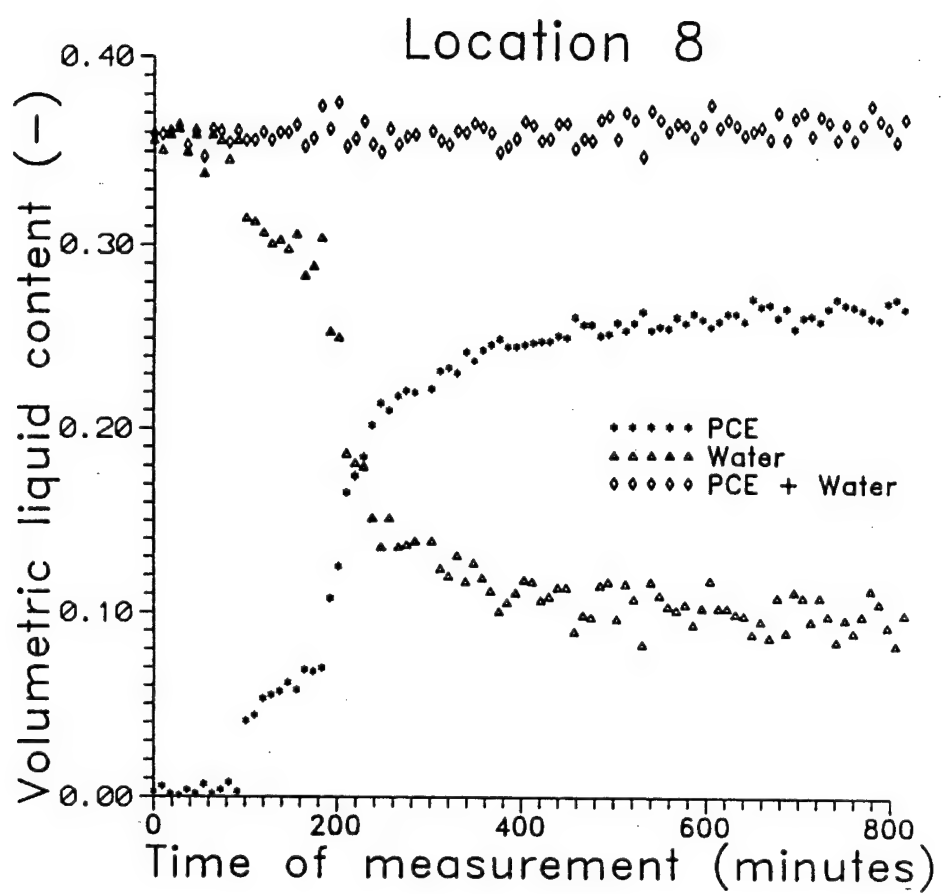 Location 8
Volumetric liquid content (-)
0.40
0.30
0.20
0.10
0.00
PCE
Water
PCE + Water
0 200 400 600 800
Time of measurement (minutes)